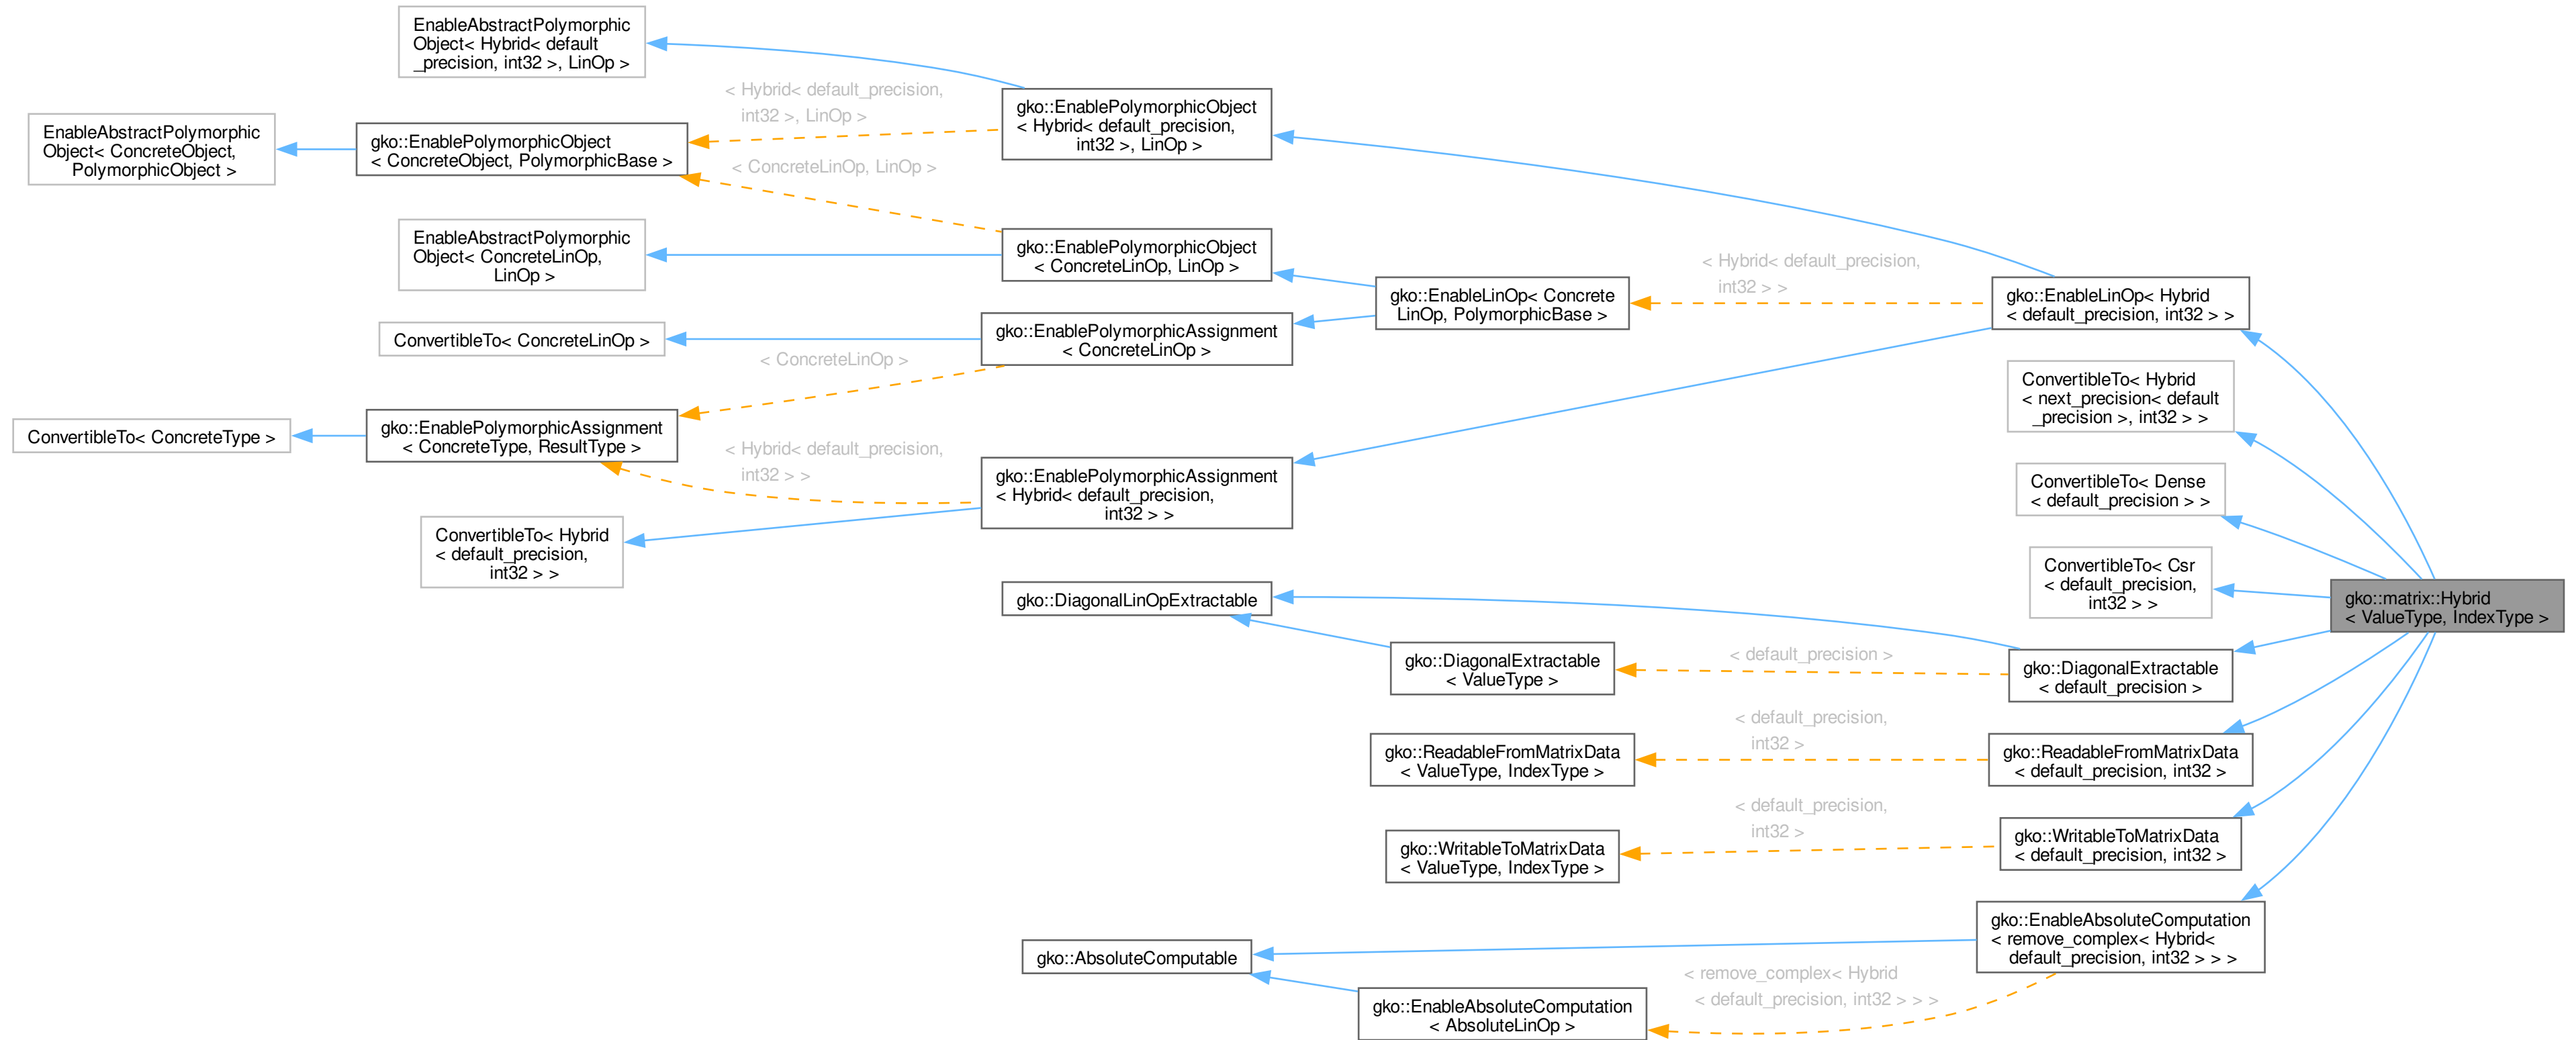 EnableAbstractPolymorphic
Object< Hybrid< default
_precision, int32 >, LinOp >
EnableAbstractPolymorphic
Object< ConcreteObject,
PolymorphicObject >
gko::EnablePolymorphicObject
< ConcreteObject, PolymorphicBase >
< Hybrid< default_precision,
int32 >, LinOp >
< ConcreteLinOp, LinOp >
gko::EnablePolymorphicObject
< Hybrid< default_precision,
int32 >, LinOp >
EnableAbstractPolymorphic
Object< ConcreteLinOp,
LinOp >
gko::EnablePolymorphicObject
< ConcreteLinOp, LinOp >
ConvertibleTo< ConcreteLinOp >
gko::EnablePolymorphicAssignment
< ConcreteLinOp >
< ConcreteLinOp >
gko::EnableLinOp< Concrete
LinOp, PolymorphicBase >
< Hybrid< default_precision,
int32 > >
gko::EnableLinOp< Hybrid
< default_precision, int32 > >
ConvertibleTo< ConcreteType >
gko::EnablePolymorphicAssignment
< ConcreteType, ResultType >
< Hybrid< default_precision,
int32 > >
gko::EnablePolymorphicAssignment
< Hybrid< default_precision,
int32 > >
ConvertibleTo< Hybrid
< default_precision,
int32 > >
ConvertibleTo< Hybrid
< next_precision< default
_precision >, int32 > >
ConvertibleTo< Dense
< default_precision > >
ConvertibleTo< Csr
< default_precision,
int32 > >
gko::matrix::Hybrid
< ValueType, IndexType >
gko::DiagonalLinOpExtractable
gko::DiagonalExtractable
< ValueType >
< default_precision >
gko::DiagonalExtractable
< default_precision >
gko::ReadableFromMatrixData
< ValueType, IndexType >
< default_precision,
int32 >
gko::ReadableFromMatrixData
< default_precision, int32 >
gko::WritableToMatrixData
< ValueType, IndexType >
< default_precision,
int32 >
gko::WritableToMatrixData
< default_precision, int32 >
gko::AbsoluteComputable
gko::EnableAbsoluteComputation
< AbsoluteLinOp >
< remove_complex< Hybrid
< default_precision, int32 > > >
gko::EnableAbsoluteComputation
< remove_complex< Hybrid<
default_precision, int32 > > >